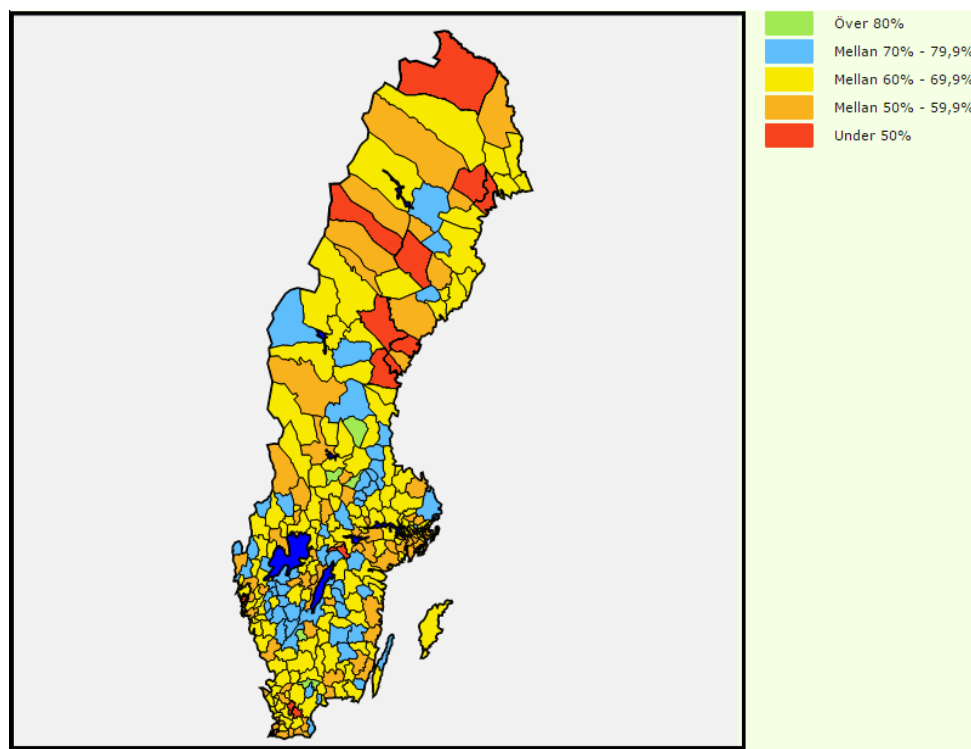 Över 80%
Mellan 70% - 79,9%
Mellan 60% - 69,9%
Mellan 50% - 59,9%
Under 50%